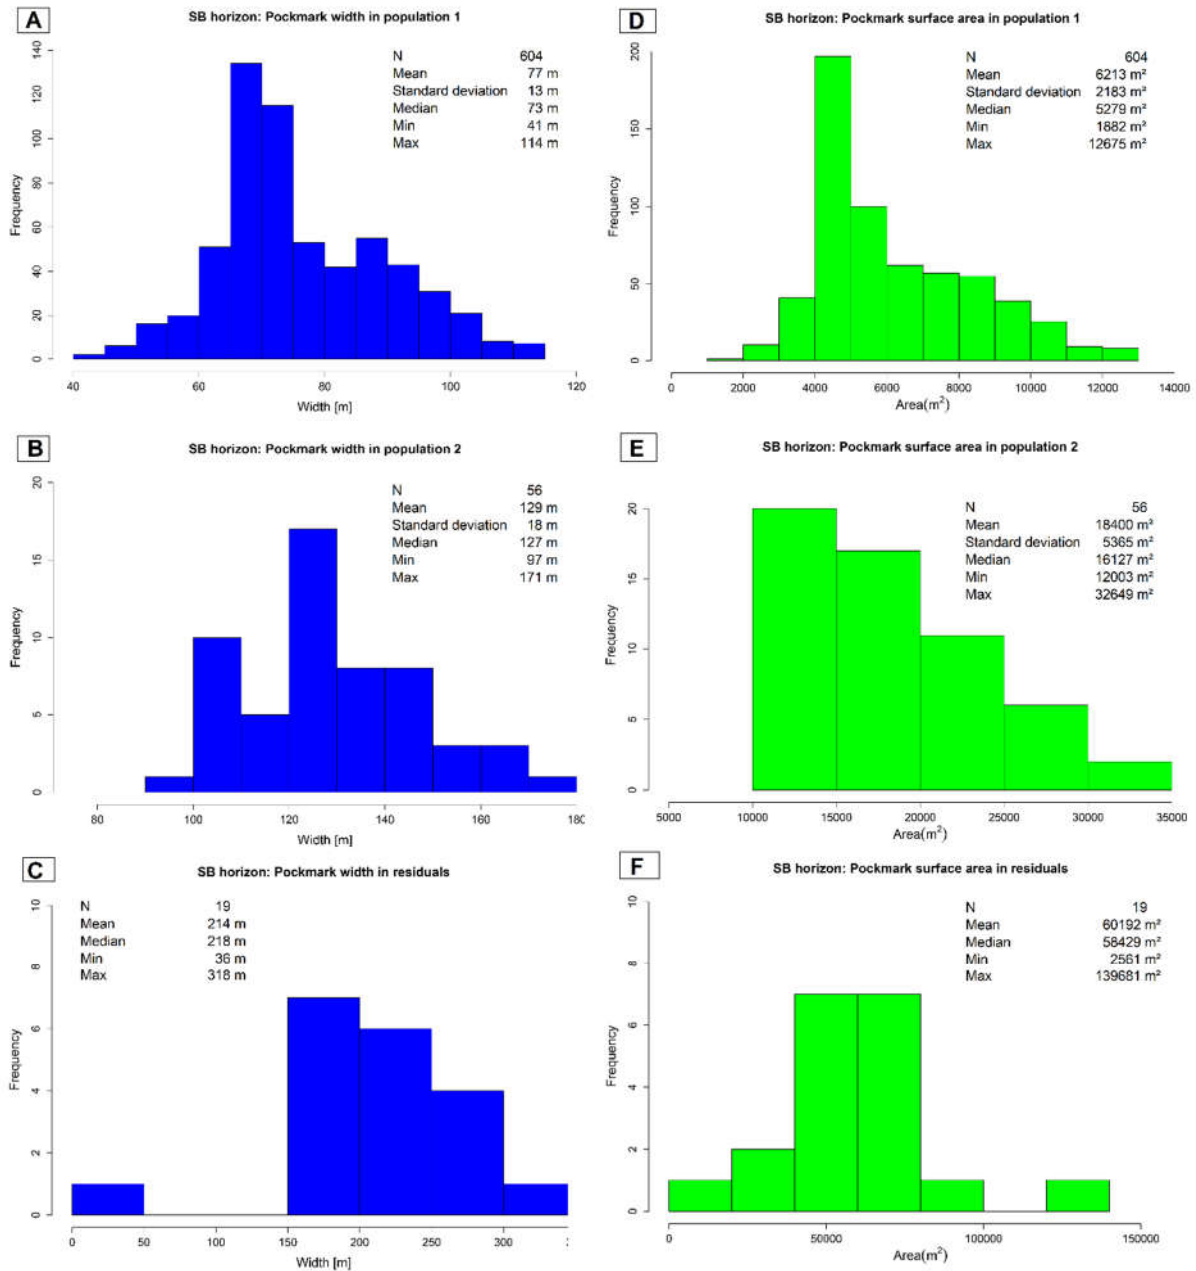 A
SB horizon: Pockmark width in population 1
N 604
Mean 77 m
Standard deviation 13 m
Median 73 m
Min 41 m
Max 114 m
Frequency
0 20 40 60 80 100 120 140
40 60 80 100 120
Width [m]
D
SB horizon: Pockmark surface area in population 1
N 604
Mean 6213 m²
Standard deviation 2183 m²
Median 5279 m²
Min 1882 m²
Max 12675 m²
Frequency
0 50 100 150 200
0 2000 4000 6000 8000 10000 12000 14000
Area(m²)
B
SB horizon: Pockmark width in population 2
N 56
Mean 129 m
Standard deviation 18 m
Median 127 m
Min 97 m
Max 171 m
Frequency
0 5 10 15 20
80 100 120 140 160 180
Width [m]
E
SB horizon: Pockmark surface area in population 2
N 56
Mean 18400 m²
Standard deviation 5365 m²
Median 16127 m²
Min 12003 m²
Max 32649 m²
Frequency
0 5 10 15 20
5000 10000 15000 20000 25000 30000 35000
Area(m²)
C
SB horizon: Pockmark width in residuals
N 19
Mean 214 m
Median 218 m
Min 36 m
Max 318 m
Frequency
0 2 4 6 8 10
0 50 100 150 200 250 300
Width [m]
F
SB horizon: Pockmark surface area in residuals
N 19
Mean 60192 m²
Median 58429 m²
Min 2561 m²
Max 139681 m²
Frequency
0 2 4 6 8 10
0 50000 100000 150000
Area(m²)